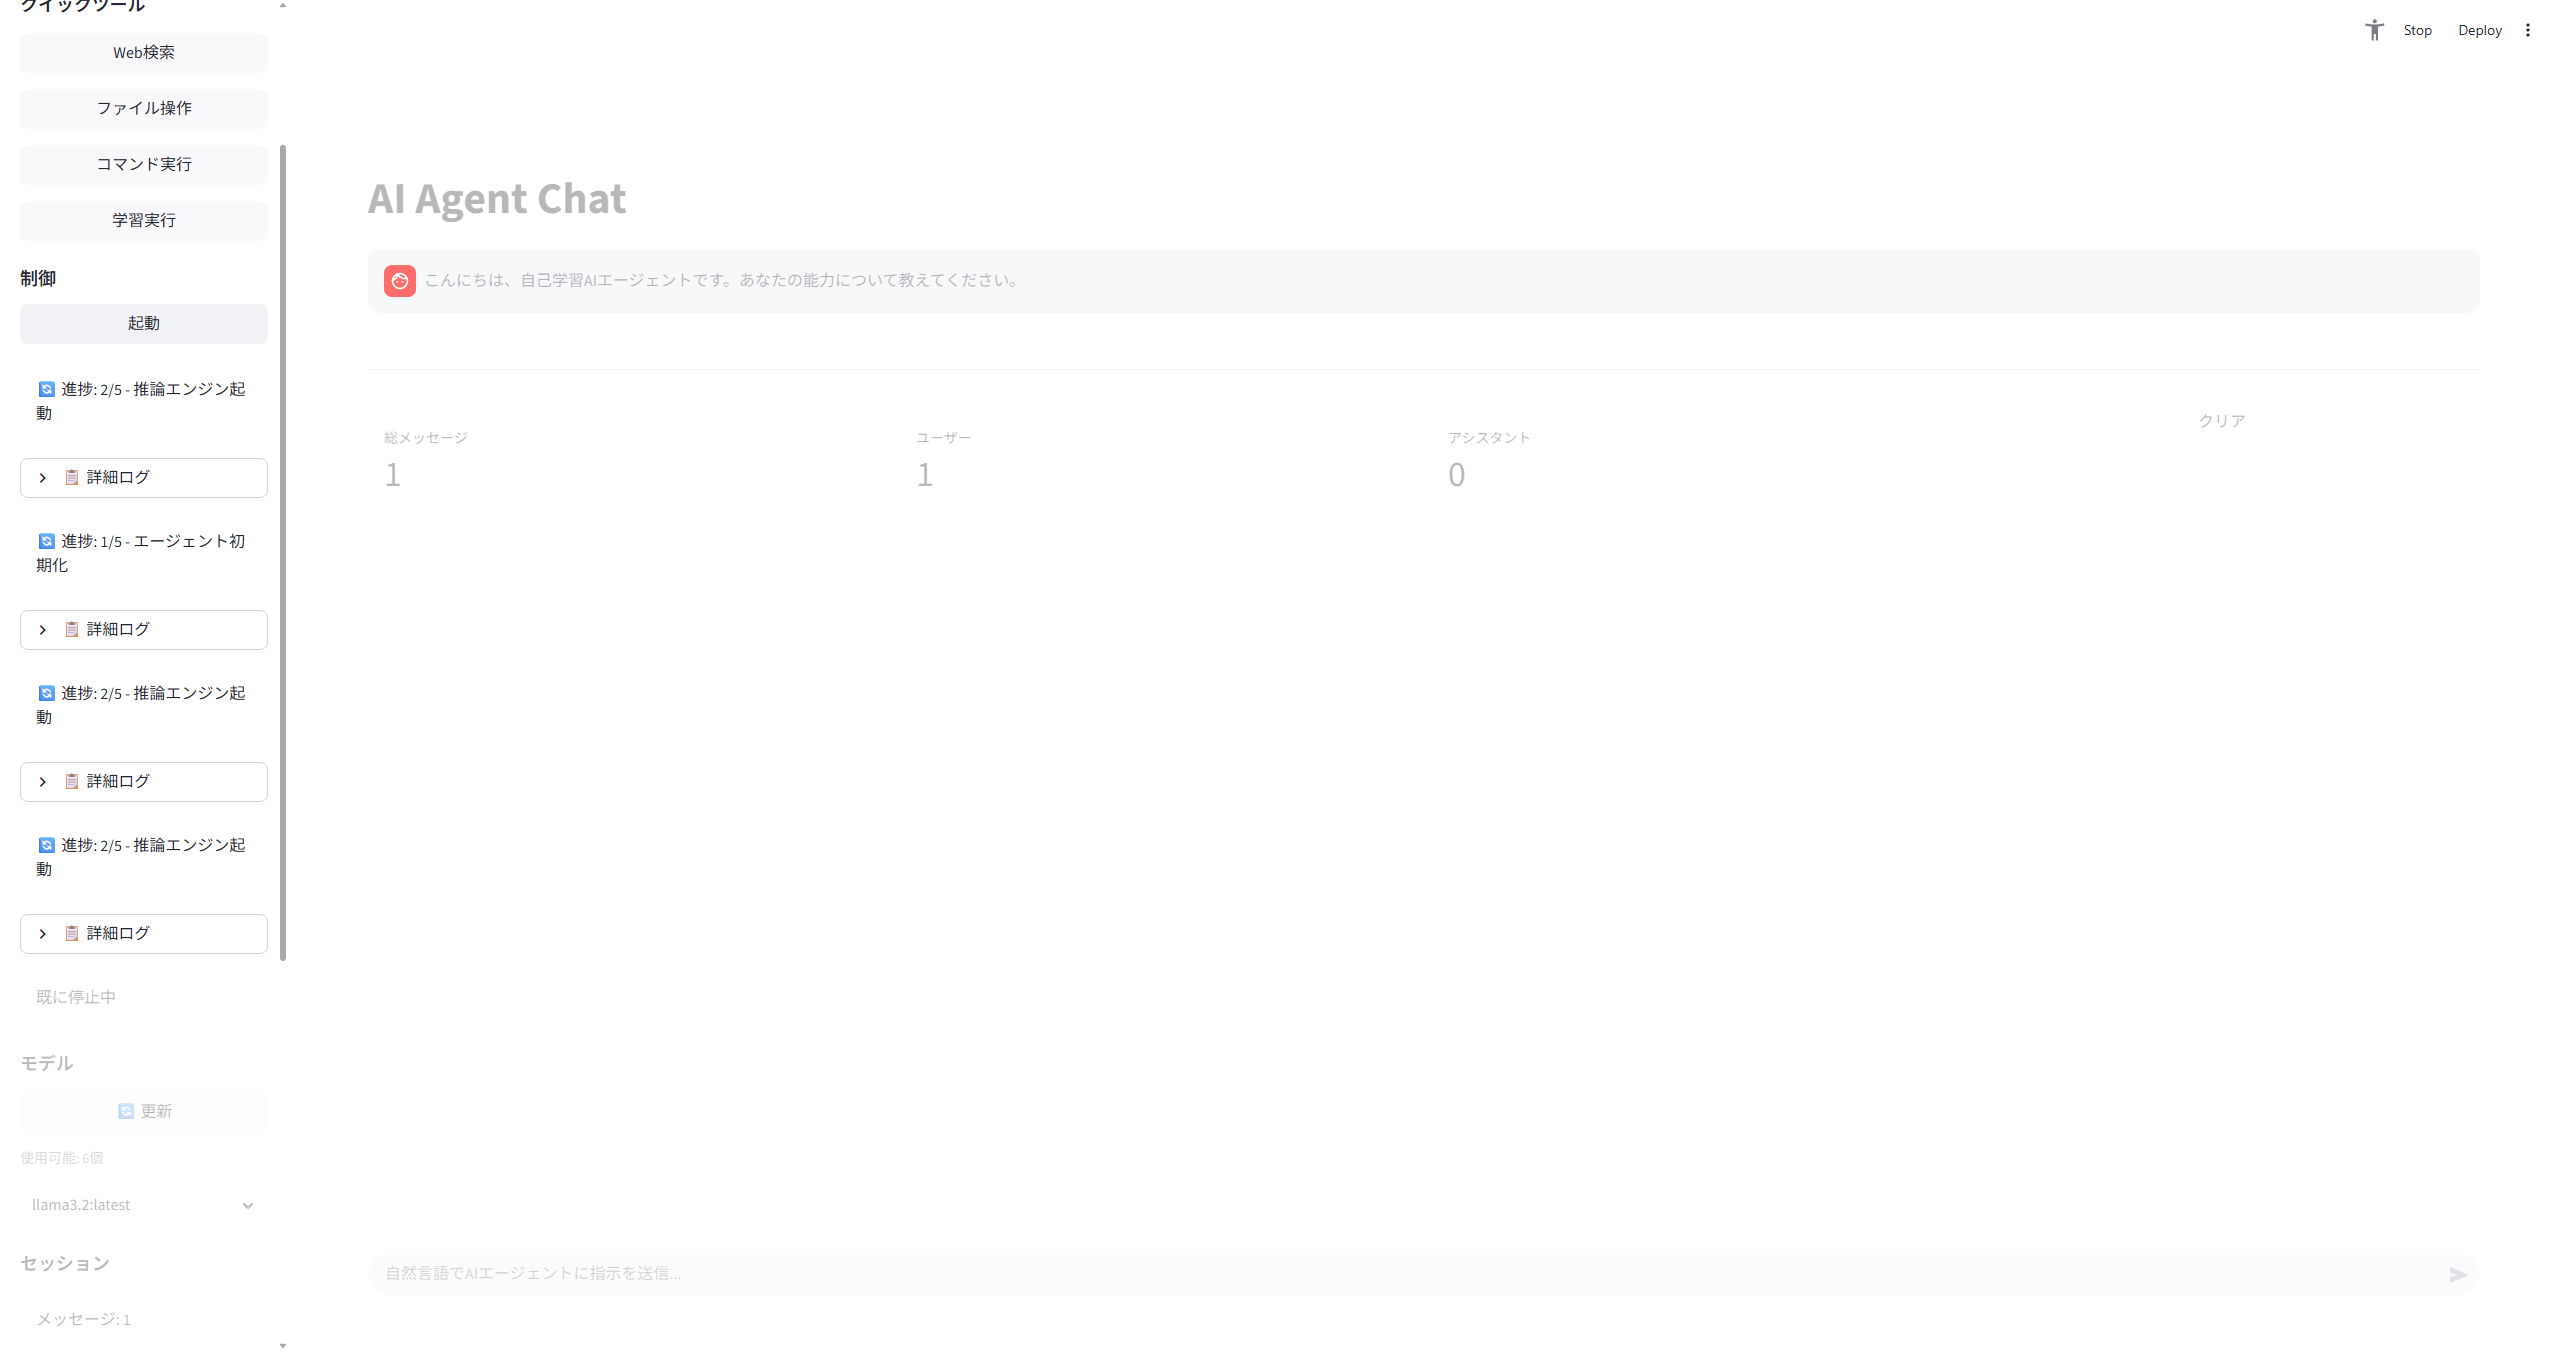 クイックツール
Web検索
ファイル操作
コマンド実行
学習実行
制御
起動
進捗: 2/5 - 推論エンジン起
動
詳細ログ
進捗: 1/5 - エージェント初
期化
詳細ログ
進捗: 2/5 - 推論エンジン起
動
詳細ログ
進捗: 2/5 - 推論エンジン起
動
詳細ログ
既に停止中
モデル
更新
使用可能: 6個
llama3.2:latest
セッション
メッセージ: 1
Stop Deploy
AI Agent Chat
こんにちは、自己学習AIエージェントです。あなたの能力について教えてください。
総メッセージ
1
ユーザー
1
アシスタント
0
クリア
自然言語でAIエージェントに指示を送信...